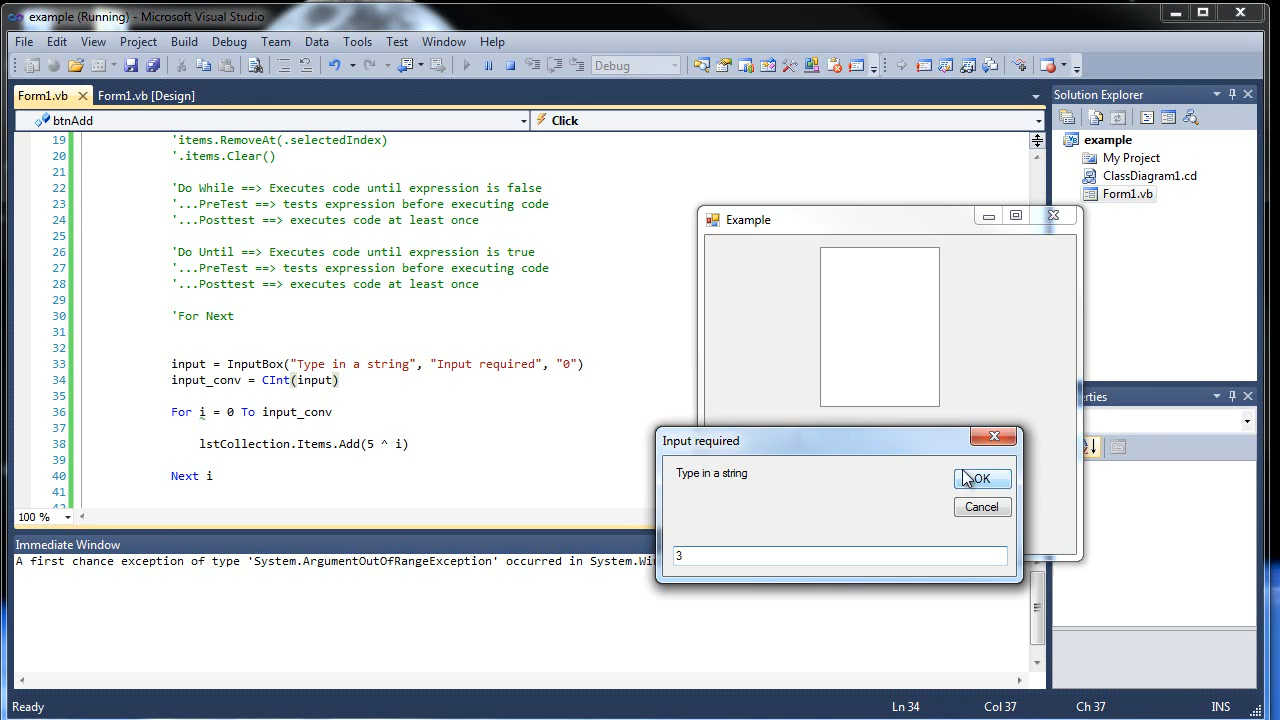 example (Running) - Microsoft Visual Studio
File Edit View Project Build Debug Team Data Tools Test Window Help
Debug
Form1.vb Form1.vb [Design]
btnAdd Click
19 'items.RemoveAt(.selectedIndex)
20 '.items.Clear()
21
22 'Do While ==> Executes code until expression is false
23 '...PreTest ==> tests expression before executing code
24 '...Posttest ==> executes code at least once
25
26 'Do Until ==> Executes code until expression is true
27 '...PreTest ==> tests expression before executing code
28 '...Posttest ==> executes code at least once
29
30 'For Next
31
32
33 input = InputBox("Type in a string", "Input required", "0")
34 input_conv = CInt(input)
35
36 For i = 0 To input_conv
37
38 lstCollection.Items.Add(5 ^ i)
39
40 Next i
41
100 %
Solution Explorer
example
My Project
ClassDiagram1.cd
Form1.vb
Example
Input required
Type in a string
OK
Cancel
3
Immediate Window
A first chance exception of type 'System.ArgumentOutOfRangeException' occurred in
Ready Ln 34 Col 37 Ch 37 INS